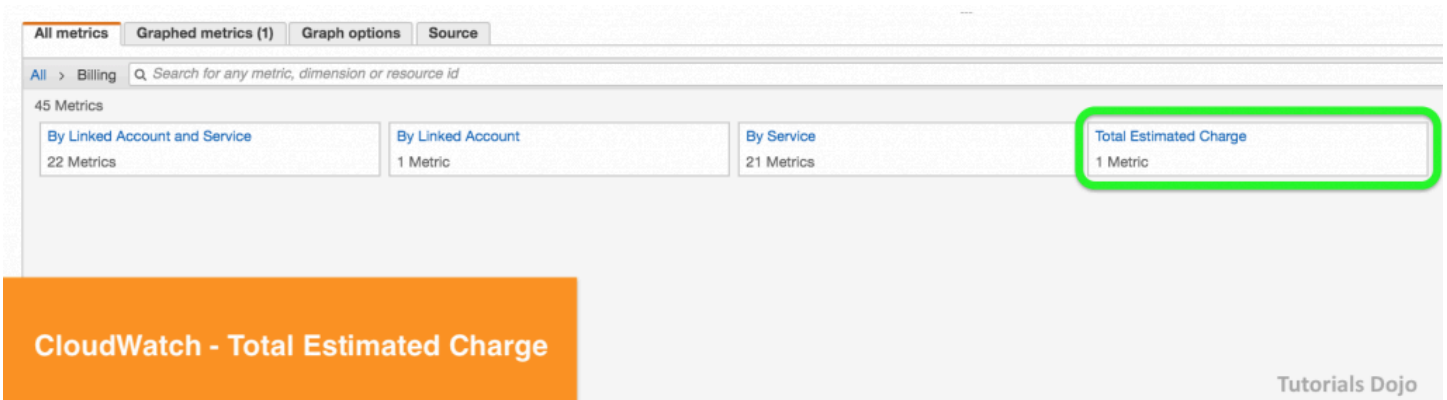 All metrics Graphed metrics (1) Graph options Source
All > Billing Search for any metric, dimension or resource id
45 Metrics
By Linked Account and Service By Linked Account By Service Total Estimated Charge
22 Metrics 1 Metric 21 Metrics 1 Metric
CloudWatch - Total Estimated Charge
Tutorials Dojo